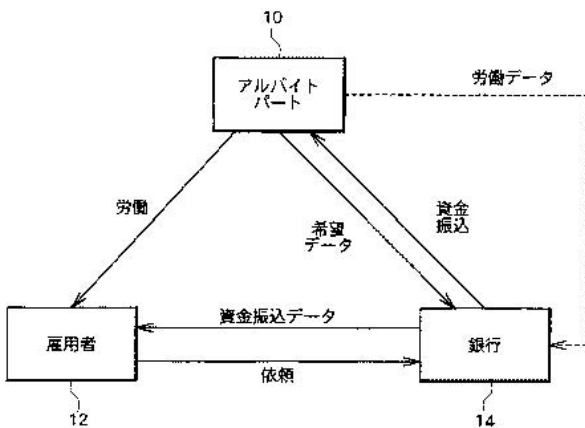 10
アルバイト
パート
労働データ
労働
希望
データ
資金
振込
資金振込データ
雇用者
銀行
依頼
12
14